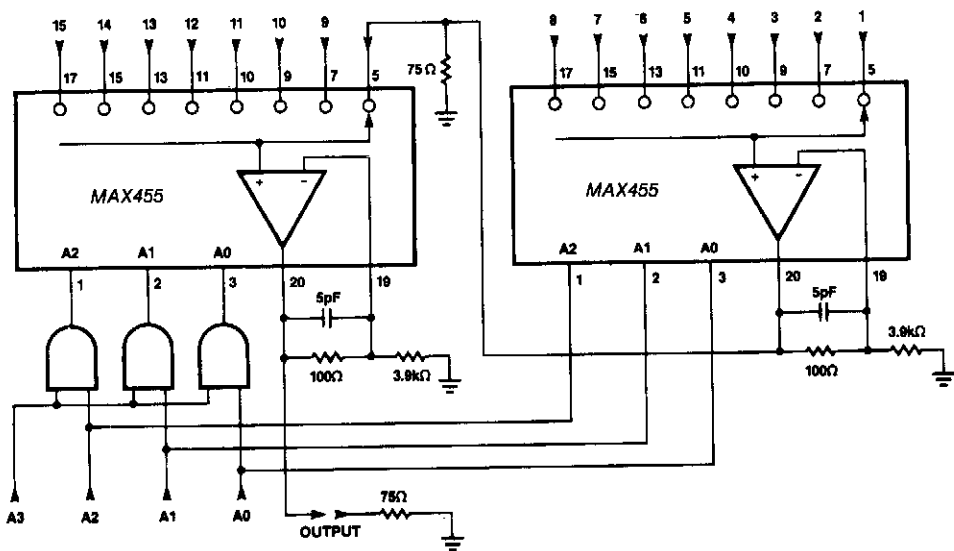 15 14 13 12 11 10 9 8 7 6 5 4 3 2 1
17 15 13 11 10 9 7 5 75Ω 17 15 13 11 10 9 7 5
+ - + -
MAX455 MAX455
A2 A1 A0 A2 A1 A0
1 2 3 20 19 1 2 3 20 19
5pF 5pF
100Ω 3.9kΩ 100Ω 3.9kΩ
75Ω
A3 A2 A1 A0 OUTPUT